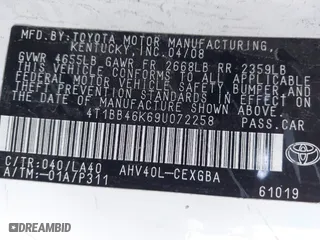 MFD. BY: TOYOTA MOTOR MANUFACTURING,
KENTUCKY, INC. 04/08
GVWR 4655LB GAWR FR 2668LB RR 2359LB
THIS VEHICLE CONFORMS TO ALL APPLICABLE
FEDERAL MOTOR VEHICLE SAFETY, BUMPER, AND
THEFT PREVENTION STANDARDS IN EFFECT ON
THE DATE OF MANUFACTURE SHOWN ABOVE.
4T1BB46K69U072258
PASS.CAR
C/TR:040/LA40
A/TM:-01A/P311
AHV40L-CEXGBA
TOYOTA
61019
© DIDIPARTS LLC